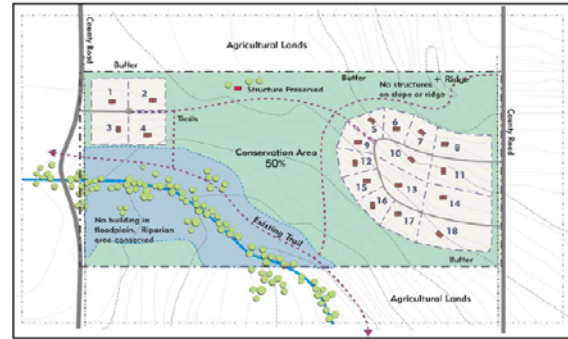 County Road
Agricultural Lands
Buffer
Buffer
+ Ridge
No structures
on slope or ridge
Structure Preserved
1
2
Trails
3
4
Conservation Area
50%
County Road
5
6
7
8
9
10
11
12
13
14
15
16
17
18
No building in
floodplain. Riparian
area conserved
Existing Trail
Buffer
Agricultural Lands